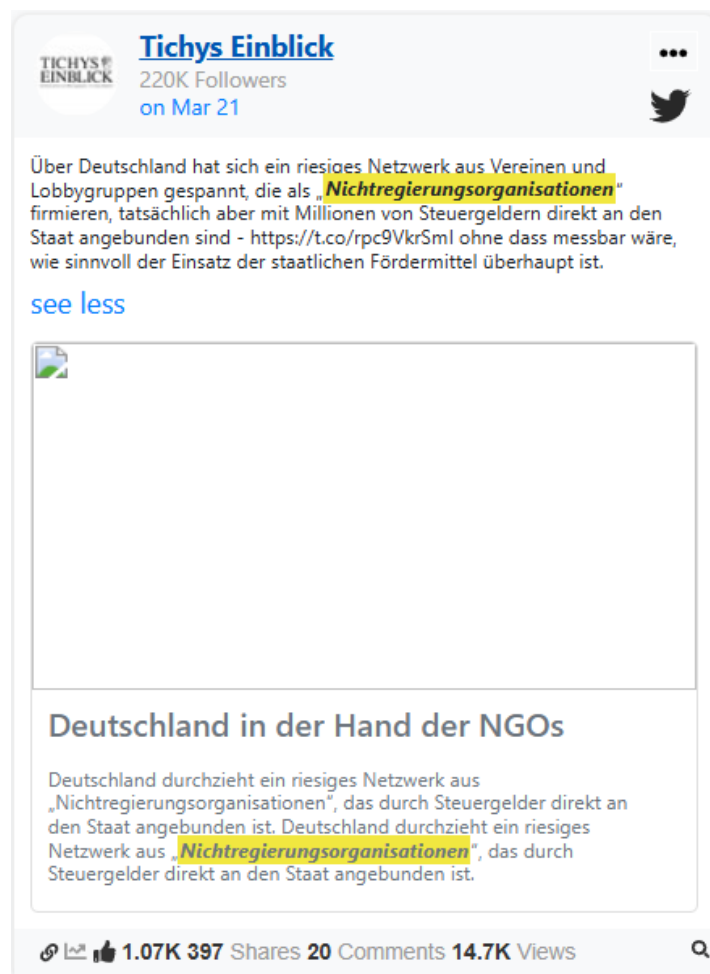 TICHYS
EINBLICK
Tichys Einblick
220K Followers
on Mar 21
Über Deutschland hat sich ein riesiges Netzwerk aus Vereinen und
Lobbygruppen gespannt, die als „Nichtregierungsorganisationen“
firmieren, tatsächlich aber mit Millionen von Steuergeldern direkt an den
Staat angebunden sind - https://t.co/rpc9VkrSmI ohne dass messbar wäre,
wie sinnvoll der Einsatz der staatlichen Fördermittel überhaupt ist.
see less
Deutschland in der Hand der NGOs
Deutschland durchzieht ein riesiges Netzwerk aus
„Nichtregierungsorganisationen“, das durch Steuergelder direkt an
den Staat angebunden ist. Deutschland durchzieht ein riesiges
Netzwerk aus „Nichtregierungsorganisationen“, das durch
Steuergelder direkt an den Staat angebunden ist.
1.07K 397 Shares 20 Comments 14.7K Views